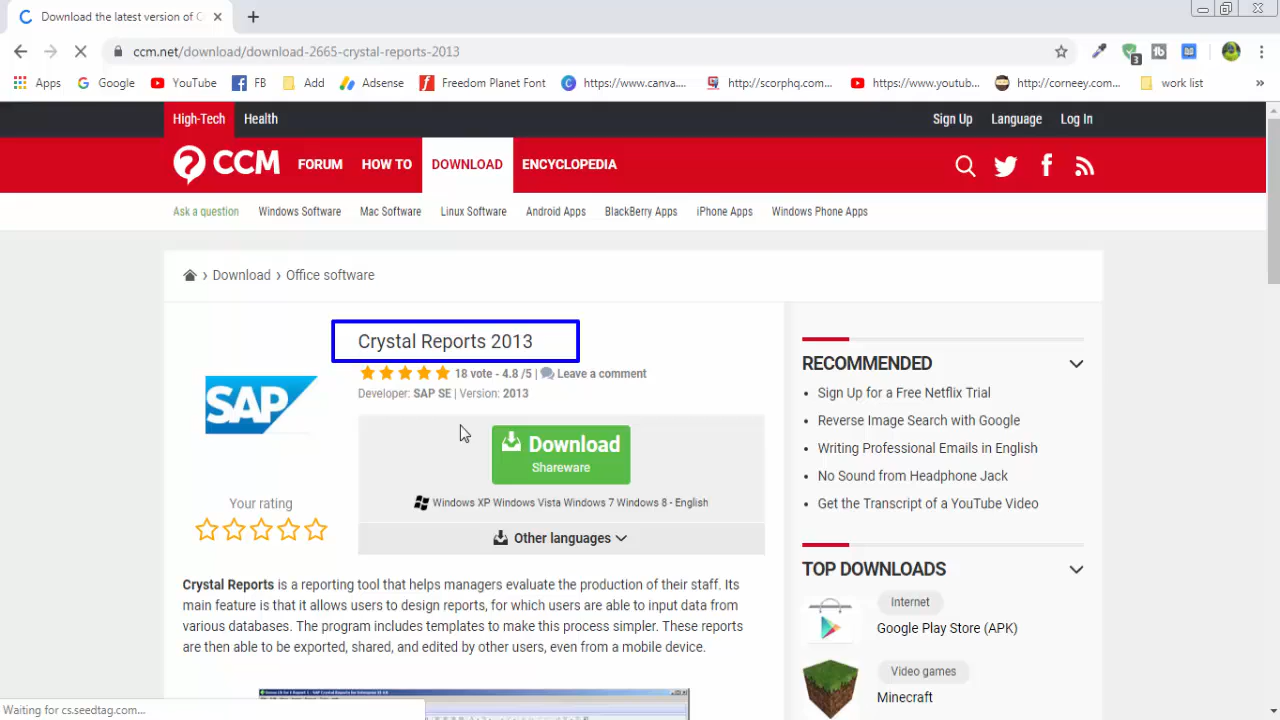 Download the latest version of C
ccm.net/download/download-2665-crystal-reports-2013
3
Apps Google YouTube FB Add Adsense Freedom Planet Font https://www.canva.... http://scorphq.com... https://www.youtub... http://corneey.com... work list »
High-Tech Health Sign Up Language Log In
CCM FORUM HOW TO DOWNLOAD ENCYCLOPEDIA
Ask a question Windows Software Mac Software Linux Software Android Apps BlackBerry Apps iPhone Apps Windows Phone Apps
› Download › Office software
Crystal Reports 2013
18 vote - 4.8 /5 | Leave a comment
Developer: SAP SE | Version: 2013
SAP
Download
Shareware
Windows XP Windows Vista Windows 7 Windows 8 - English
Your rating
Other languages
Crystal Reports is a reporting tool that helps managers evaluate the production of their staff. Its
main feature is that it allows users to design reports, for which users are able to input data from
various databases. The program includes templates to make this process simpler. These reports
are then able to be exported, shared, and edited by other users, even from a mobile device.
RECOMMENDED
• Sign Up for a Free Netflix Trial
• Reverse Image Search with Google
• Writing Professional Emails in English
• No Sound from Headphone Jack
• Get the Transcript of a YouTube Video
TOP DOWNLOADS
Internet
Google Play Store (APK)
Video games
Minecraft
Waiting for cs.seedtag.com...